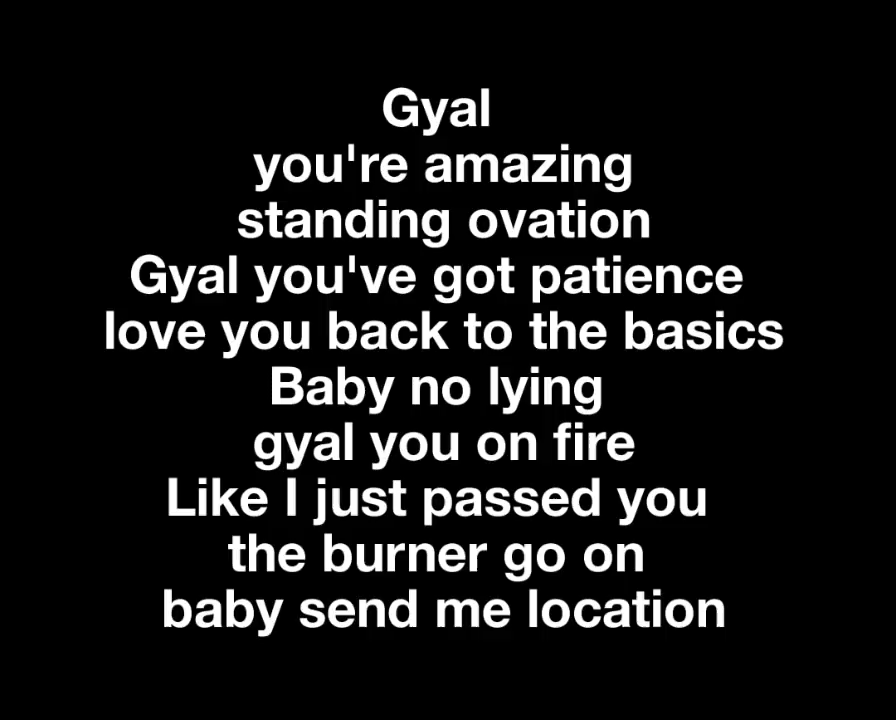 Gyal
you're amazing
standing ovation
Gyal you've got patience
love you back to the basics
Baby no lying
gyal you on fire
Like I just passed you
the burner go on
baby send me location